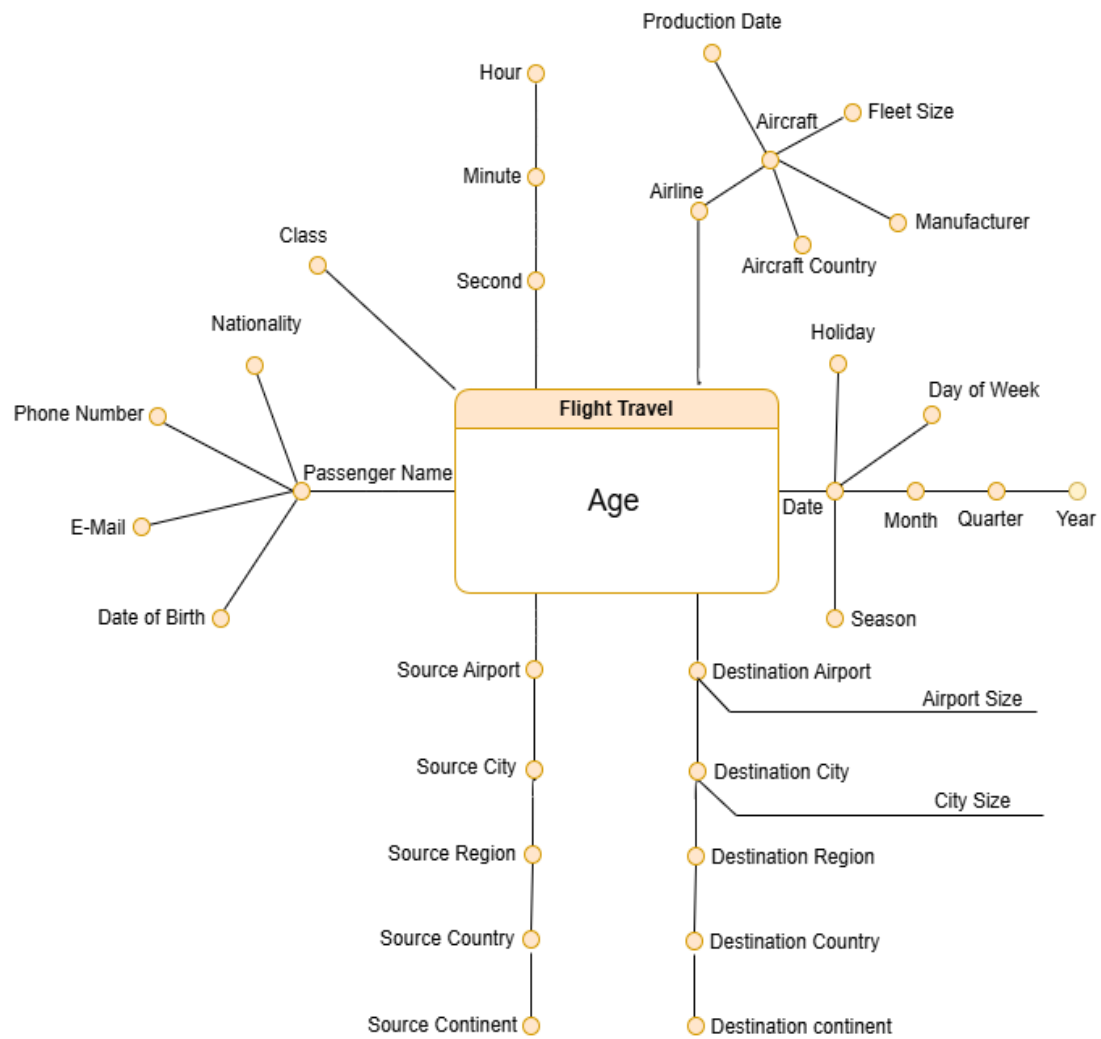 Production Date
Hour
Aircraft
Fleet Size
Minute
Airline
Manufacturer
Class
Aircraft Country
Second
Nationality
Holiday
Day of Week
Phone Number
Flight Travel
Passenger Name
Age
Date
Month
Quarter
Year
E-Mail
Date of Birth
Season
Source Airport
Destination Airport
Airport Size
Source City
Destination City
City Size
Source Region
Destination Region
Source Country
Destination Country
Source Continent
Destination continent